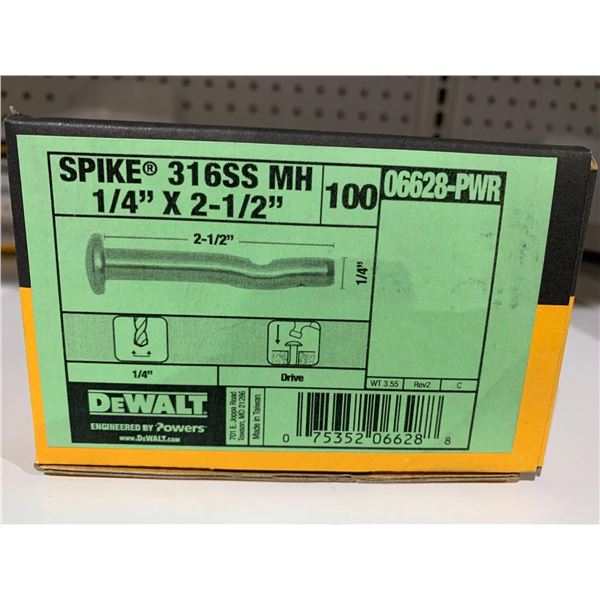 SPIKE® 316SS MH
1/4” X 2-1/2”
100
06628-PWR
2-1/2”
1/4”
1/4”
Drive
WT 3.55
Rev2
C
DEWALT
ENGINEERED BY Powers
www.DEWALT.com
701 E. Joppa Road
Towson, MD 21286
Made in Taiwan
0 75352 06628 8